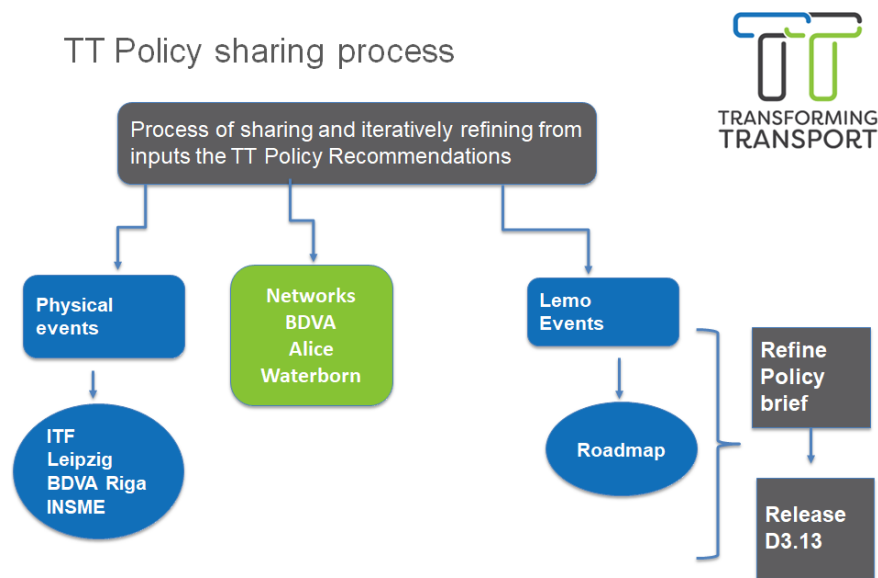 TT Policy sharing process
TRANSFORMING
TRANSPORT
Process of sharing and iteratively refining from
inputs the TT Policy Recommendations
Physical
events
Networks
BDVA
Alice
Waterborn
Lemo
Events
Refine
Policy
brief
ITF
Leipzig
BDVA Riga
INSME
Roadmap
Release
D3.13